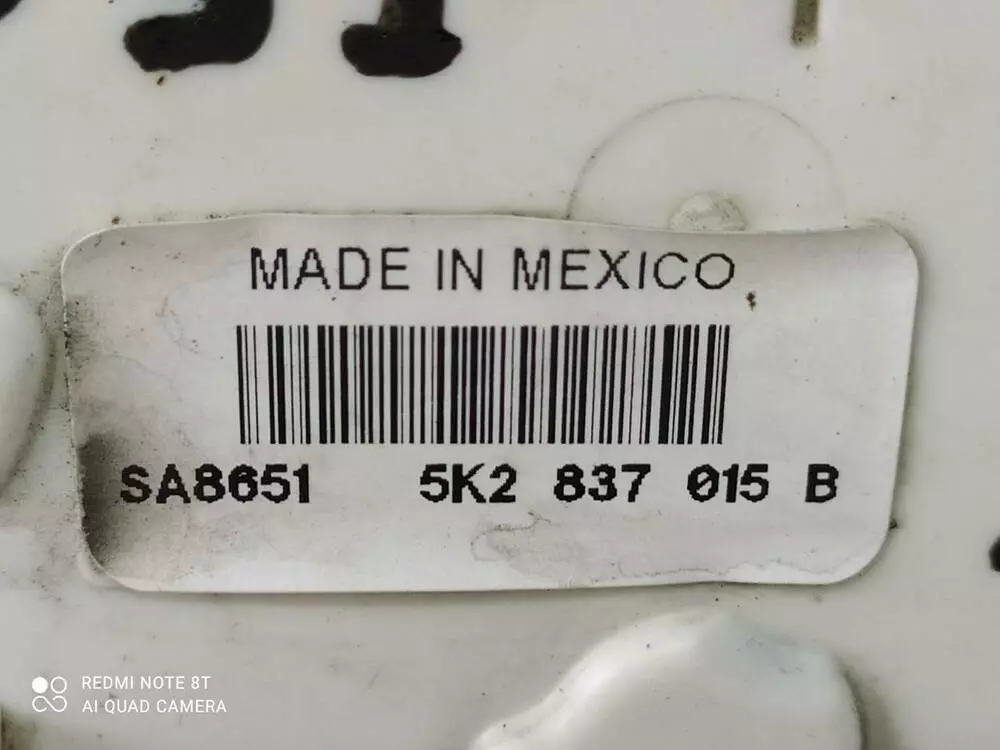 MADE IN MEXICO
SA8651 5K2 837 015 B
REDMI NOTE 8T
AI QUAD CAMERA